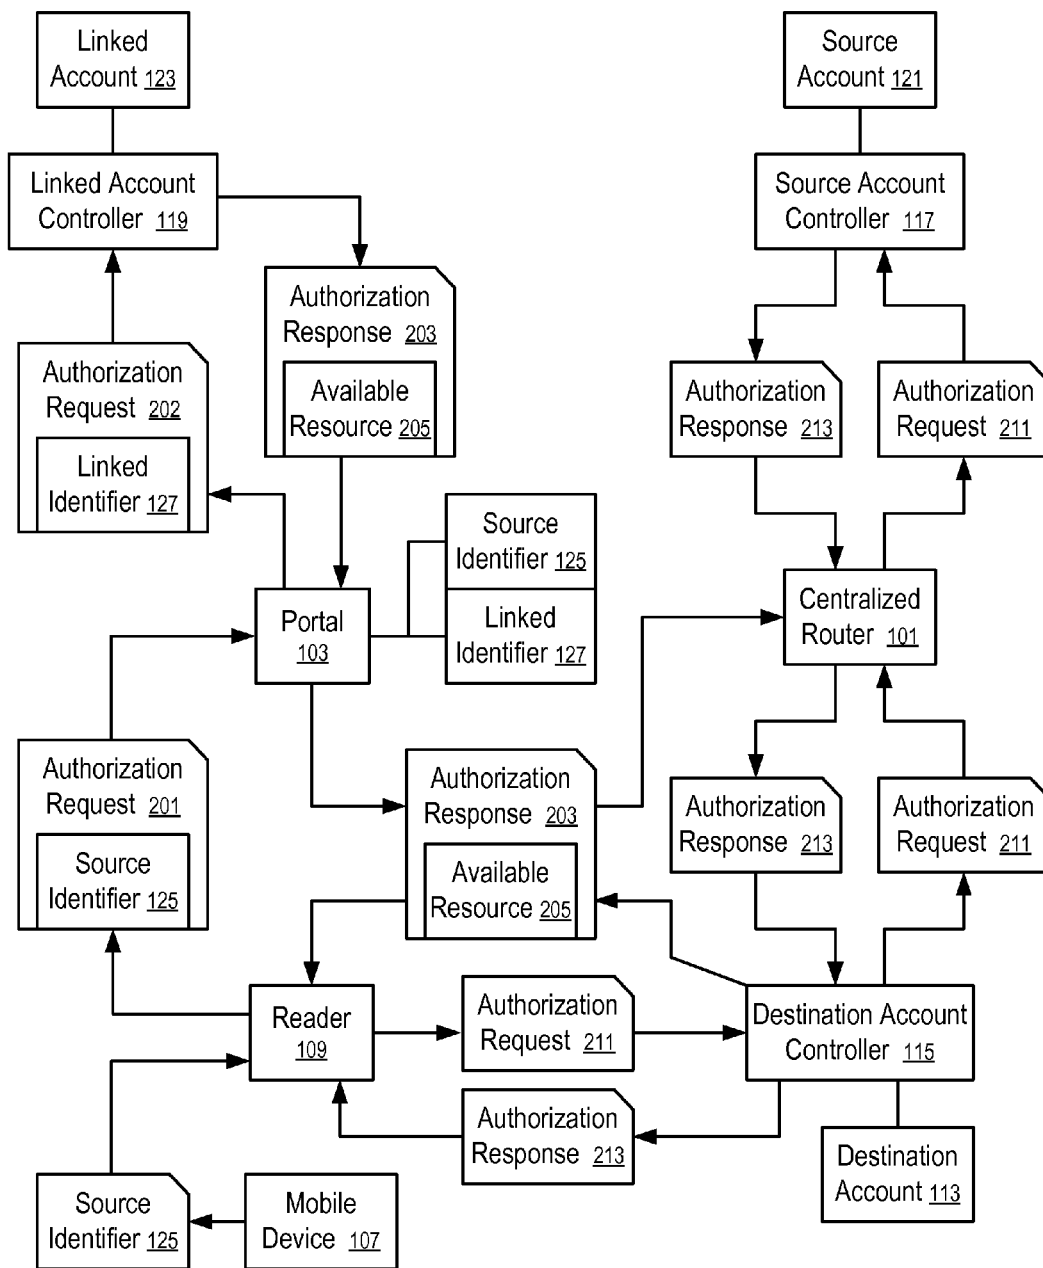 Linked
Account 123
Source
Account 121
Linked Account
Controller 119
Source Account
Controller 117
Authorization
Response 203
Available
Resource 205
Authorization
Request 202
Linked
Identifier 127
Authorization
Response 213
Authorization
Request 211
Source
Identifier 125
Linked
Identifier 127
Portal
103
Centralized
Router 101
Authorization
Request 201
Source
Identifier 125
Authorization
Response 203
Available
Resource 205
Authorization
Response 213
Authorization
Request 211
Reader
109
Authorization
Request 211
Destination Account
Controller 115
Authorization
Response 213
Destination
Account 113
Source
Identifier 125
Mobile
Device 107